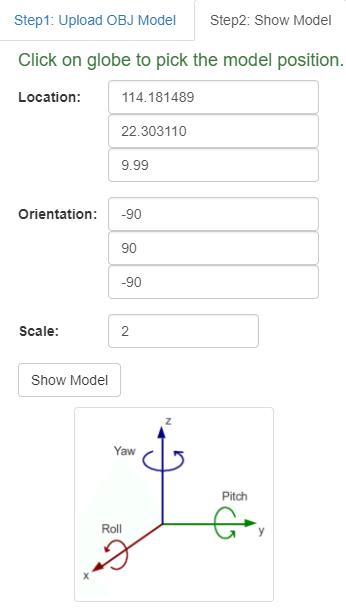 Step1: Upload OBJ Model Step2: Show Model
Click on globe to pick the model position.
Location: 114.181489
22.303110
9.99
Orientation: -90
90
-90
Scale: 2
Show Model
z
Yaw
Pitch
y
Roll
x